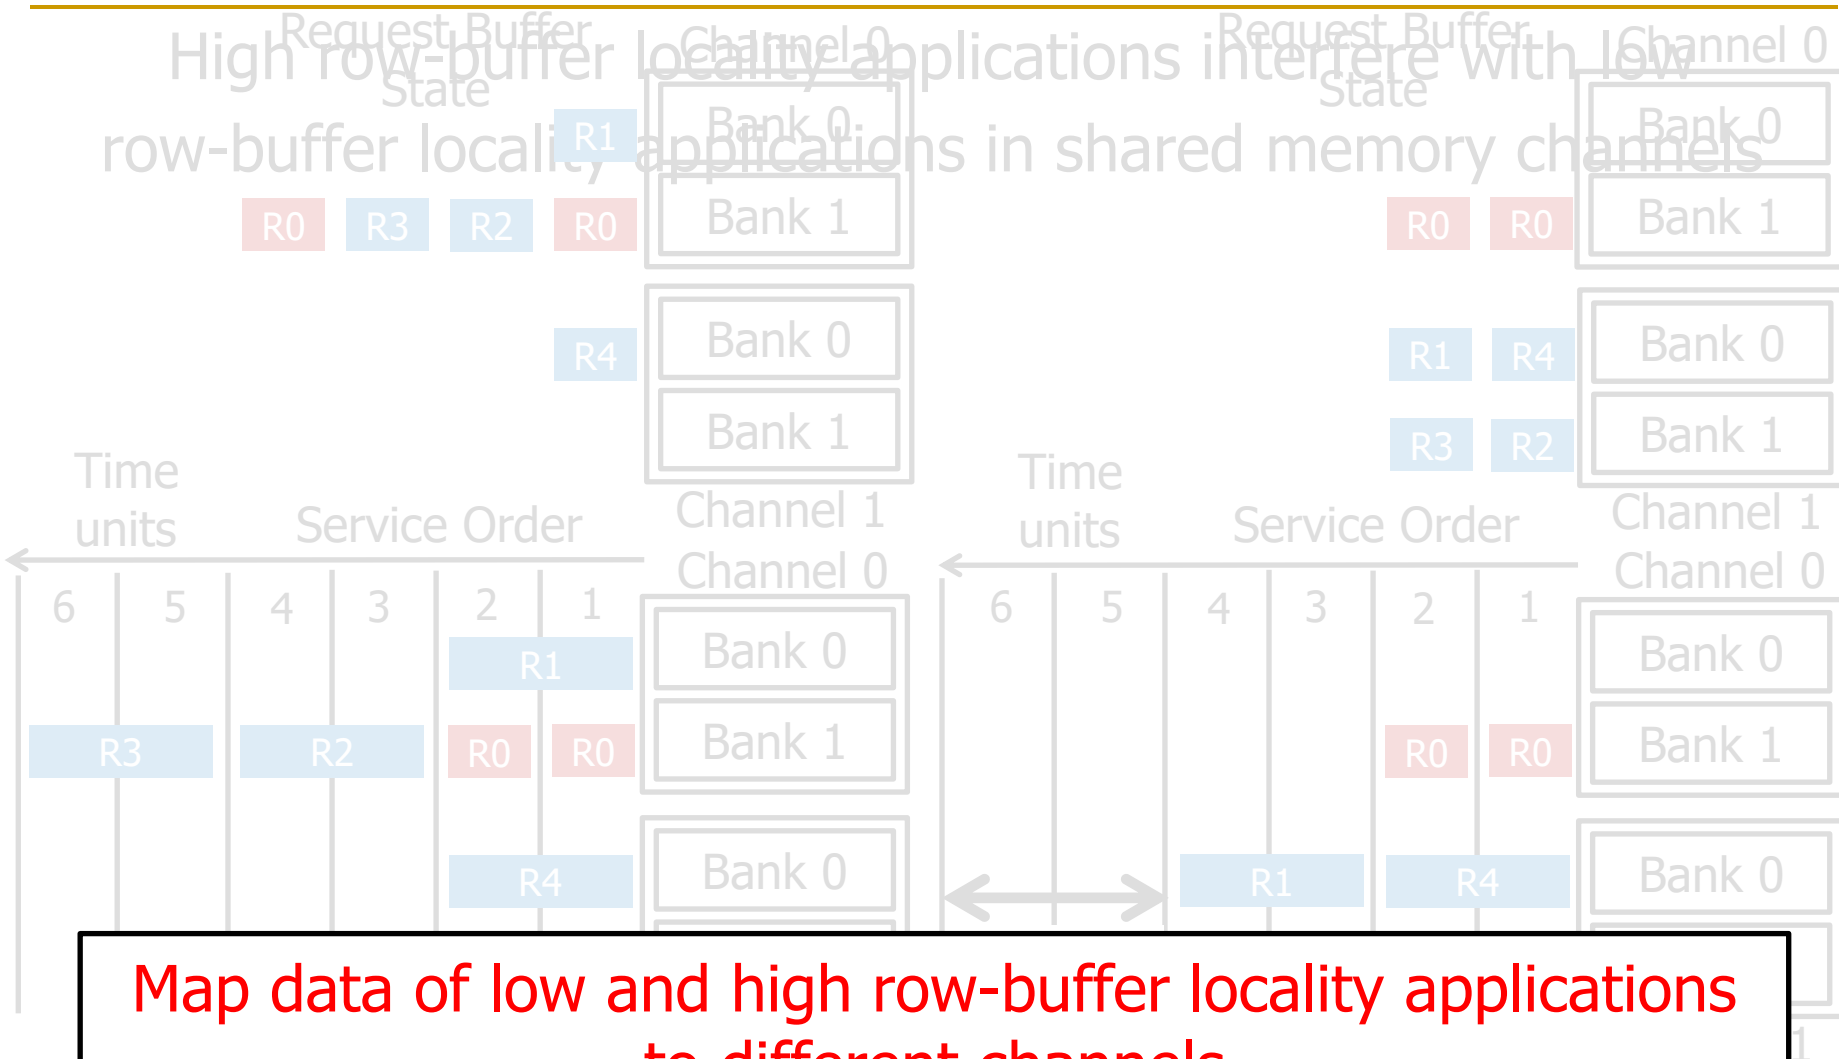 High row-buffer locality applications interfere with low
row-buffer locality applications in shared memory channels
Request Buffer
State
Channel 0
Bank 0
R1
Bank 1
R0 R3 R2 R0
Bank 0
R4
Bank 1
Channel 1
Time
units
Service Order
Channel 0
6 5 4 3 2 1
Bank 0
R1
Bank 1
R3 R2 R0 R0
Bank 0
R4
Request Buffer
State
Channel 0
Bank 0
Bank 1
R0 R0
Bank 0
R1 R4
Bank 1
R3 R2
Channel 1
Time
units
Service Order
Channel 0
6 5 4 3 2 1
Bank 0
Bank 1
R0 R0
Bank 0
R1 R4
1
Map data of low and high row-buffer locality applications
to different channels